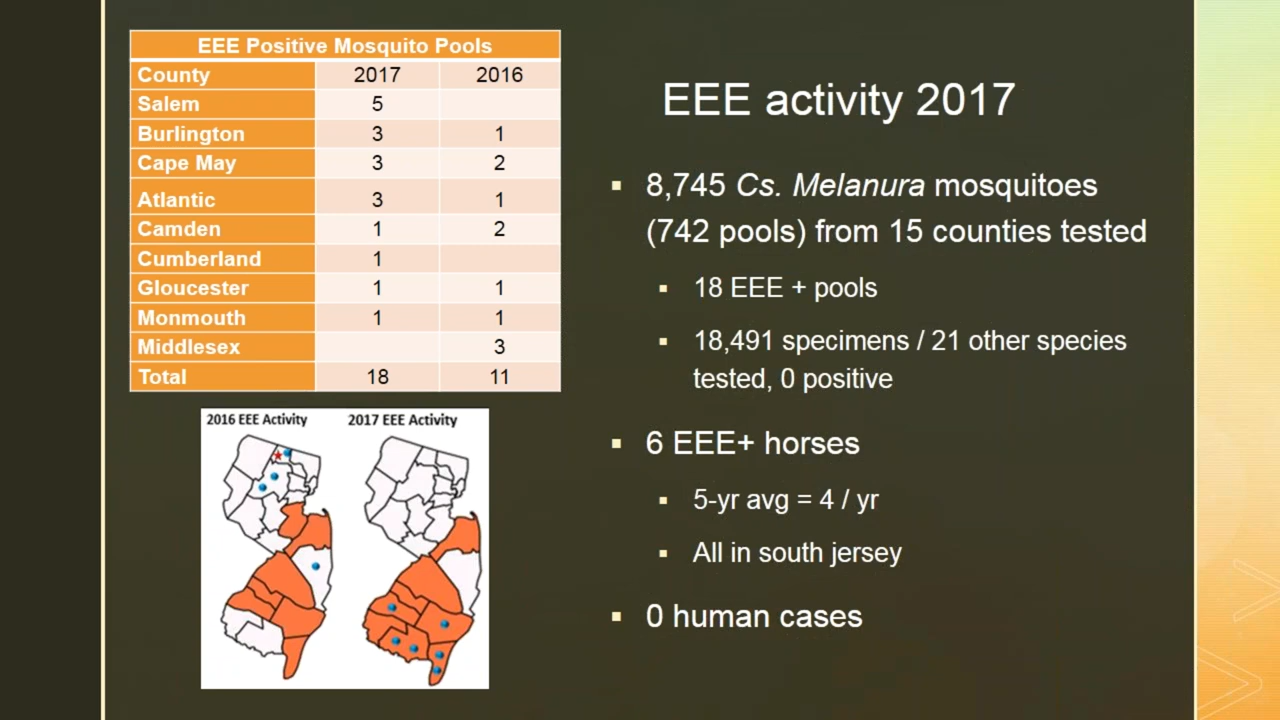 EEE Positive Mosquito Pools
County 2017 2016
Salem 5
Burlington 3 1
Cape May 3 2
Atlantic 3 1
Camden 1 2
Cumberland 1
Gloucester 1 1
Monmouth 1 1
Middlesex 3
Total 18 11
2016 EEE Activity 2017 EEE Activity
EEE activity 2017
8,745 Cs. Melanura mosquitoes
(742 pools) from 15 counties tested
18 EEE + pools
18,491 specimens / 21 other species
tested, 0 positive
6 EEE+ horses
5-yr avg = 4 / yr
All in south jersey
0 human cases